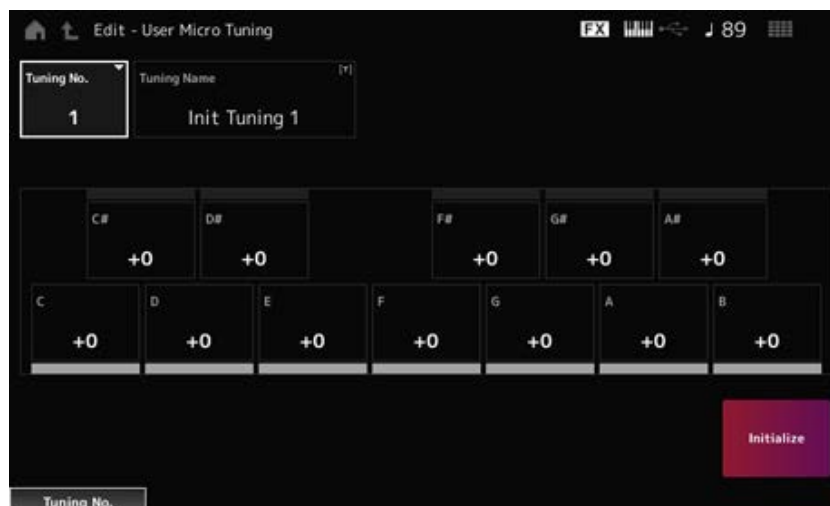 Edit - User Micro Tuning FX ♩ 89
Tuning No. Tuning Name [T]
1 Init Tuning 1
C# D# F# G# A#
+0 +0 +0 +0 +0
C D E F G A B
+0 +0 +0 +0 +0 +0 +0
Initialize
Tuning No.